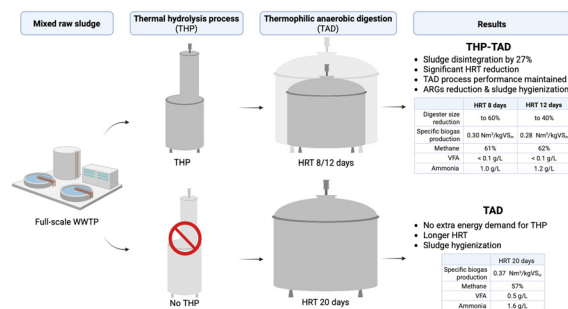 Mixed raw sludge
Thermal hydrolysis process
(THP)
Thermophilic anaerobic digestion
(TAD)
Results
Full-scale WWTP
THP
HRT 8/12 days
THP-TAD
• Sludge disintegration by 27%
• Significant HRT reduction
• TAD process performance maintained
• ARGs reduction & sludge hygienization
HRT 8 days HRT 12 days
Digester size
reduction to 60% to 40%
Specific biogas
production 0.30 Nm³/kgVSᵢₙ 0.28 Nm³/kgVSᵢₙ
Methane 61% 62%
VFA < 0.1 g/L < 0.1 g/L
Ammonia 1.0 g/L 1.2 g/L
No THP
HRT 20 days
TAD
• No extra energy demand for THP
• Longer HRT
• Sludge hygienization
HRT 20 days
Specific biogas
production 0.37 Nm³/kgVSᵢₙ
Methane 57%
VFA 0.5 g/L
Ammonia 1.6 g/L